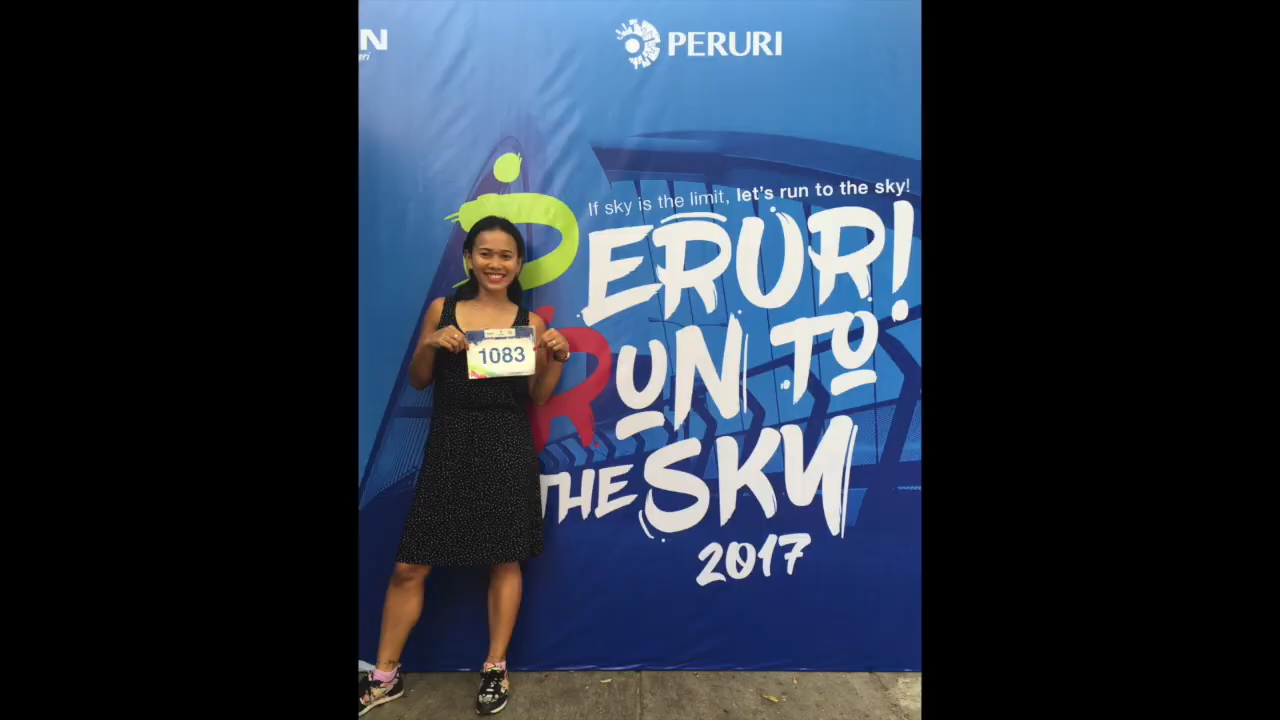 PERURI
If sky is the limit, let's run to the sky!
PERURI
RUN TO
THE SKY
2017
1083